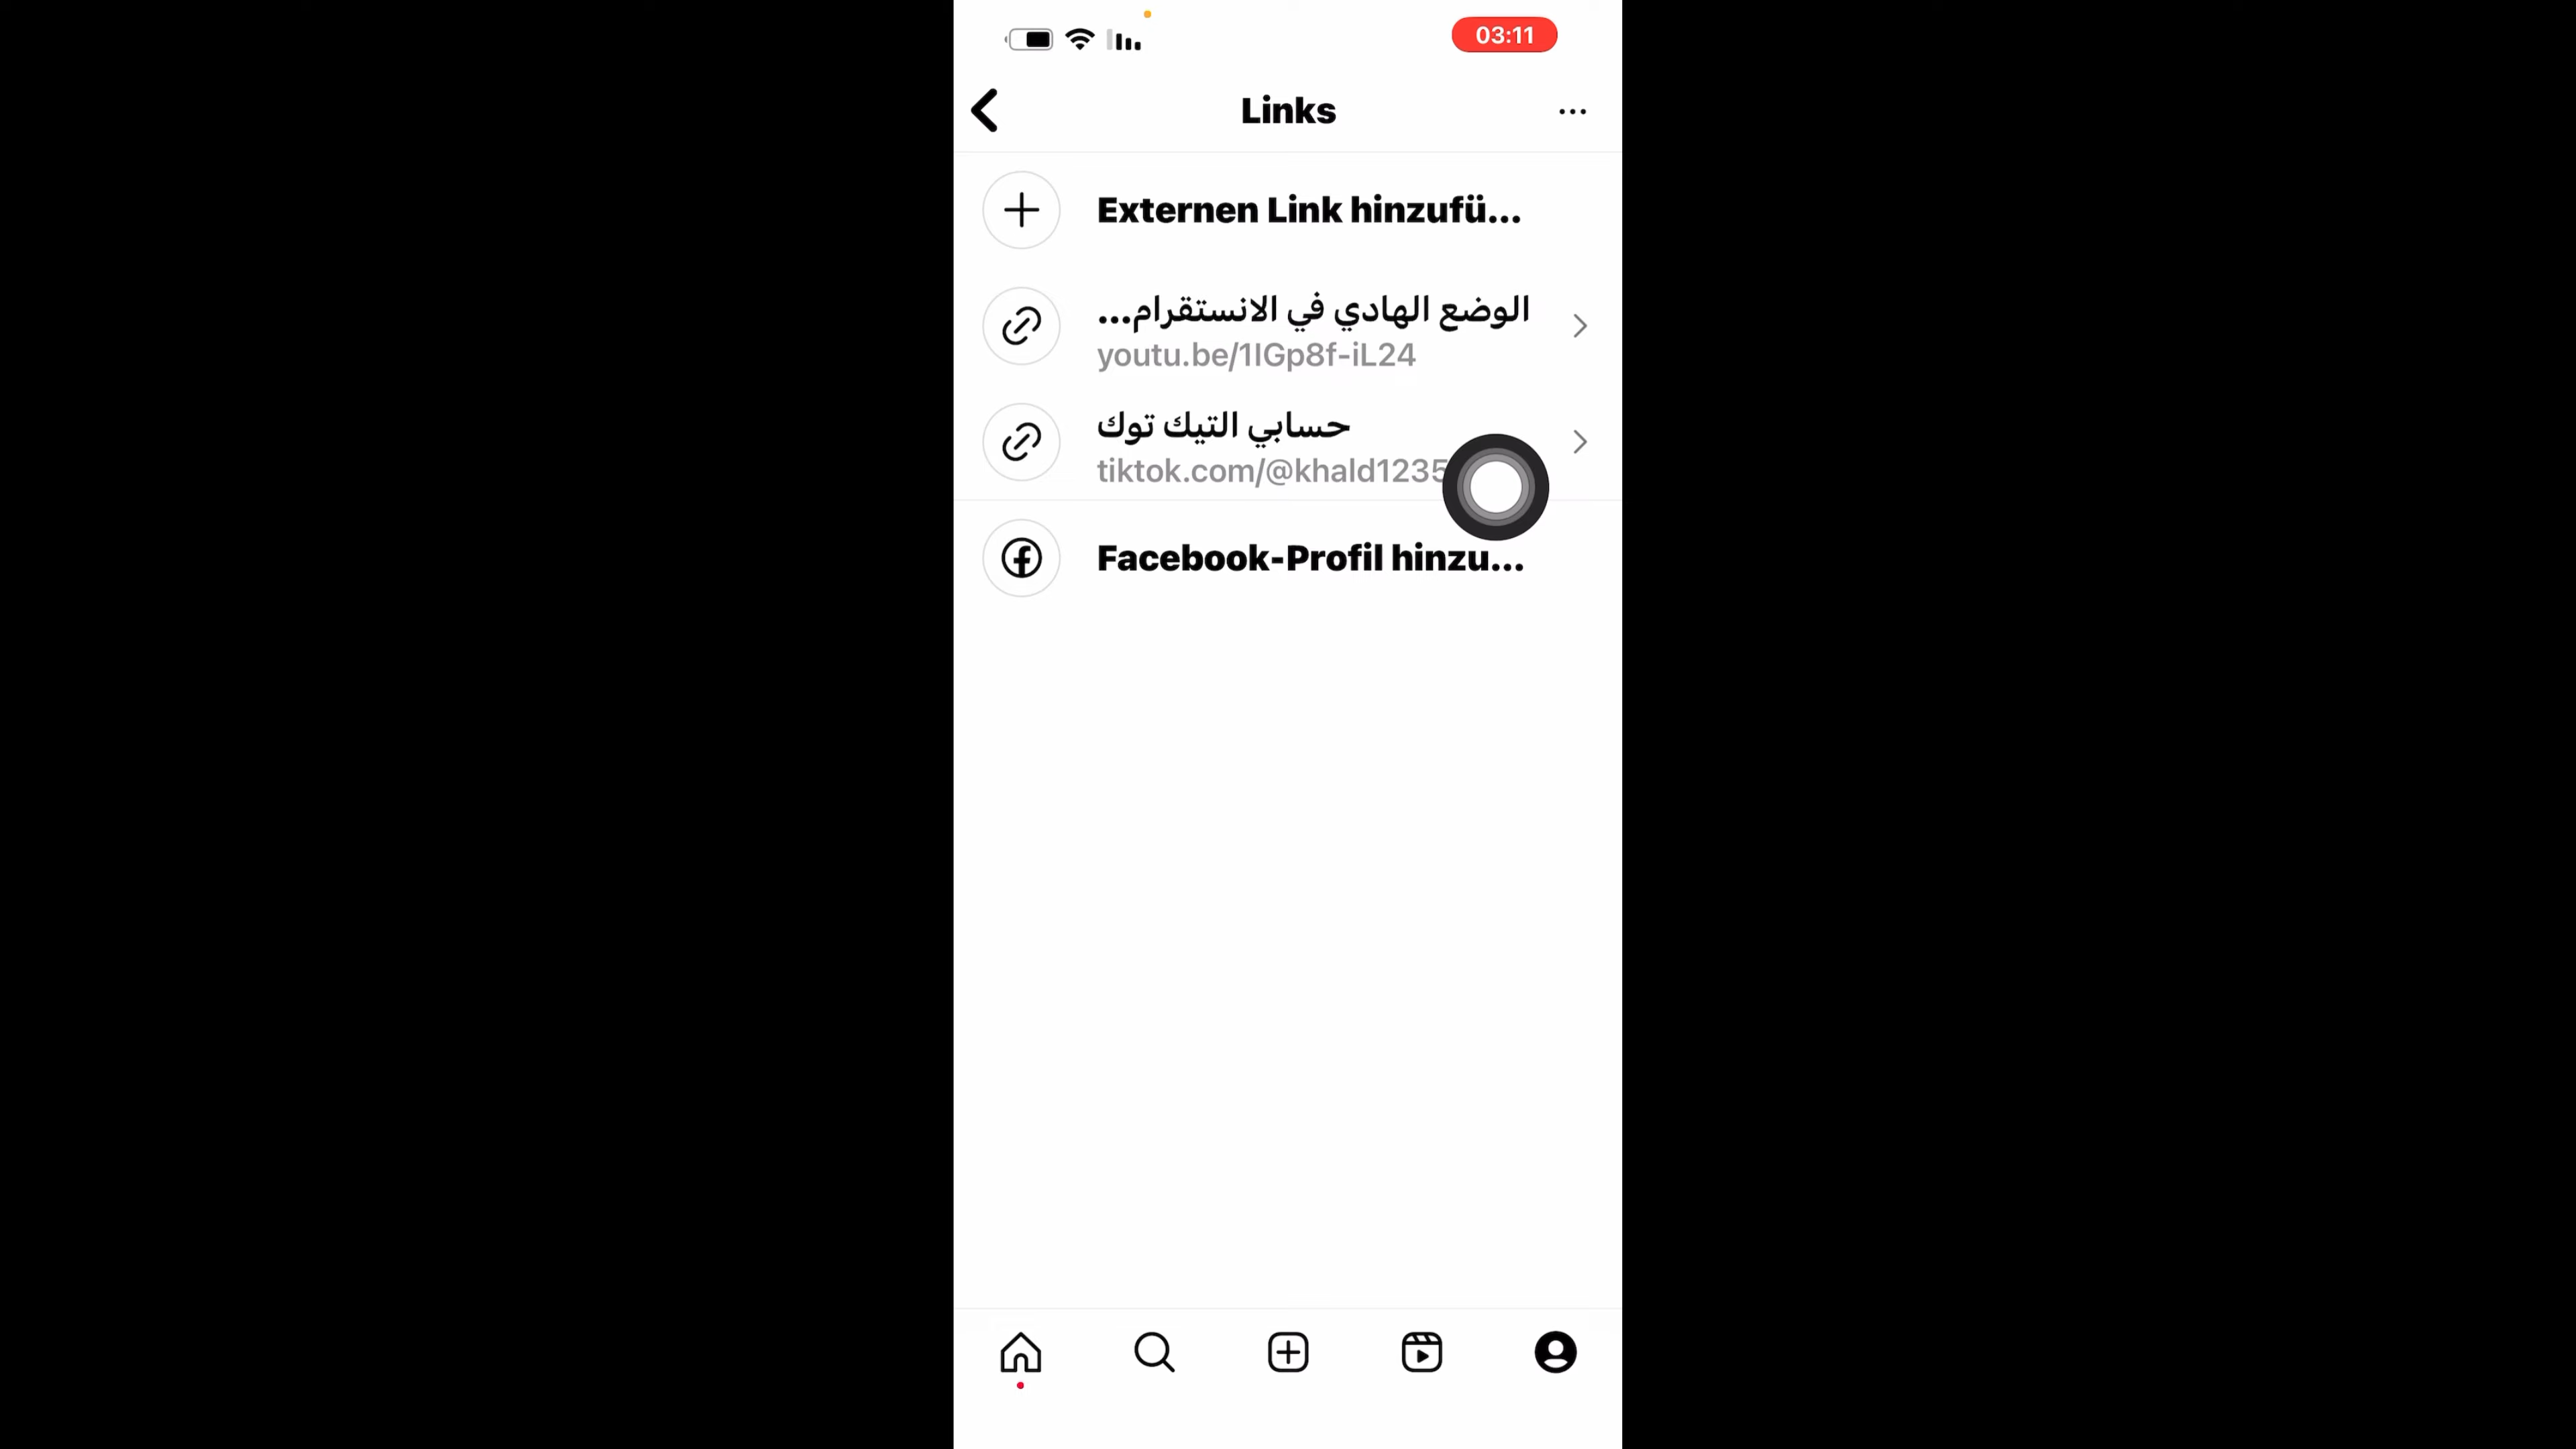 03:11
Links
...
Externen Link hinzufü...
الوضع الهادي في الانستقرام...
youtu.be/1IGp8f-iL24
حسابي التيك توك
tiktok.com/@khald1235
Facebook-Profil hinzu...